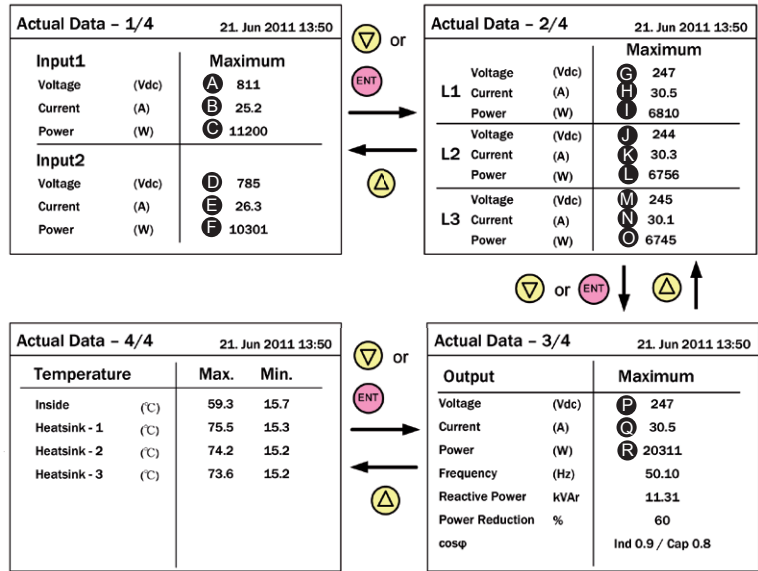 Actual Data – 1/4 21. Jun 2011 13:50
Input1 Maximum
Voltage (Vdc) A 811
Current (A) B 25.2
Power (W) C 11200
Input2
Voltage (Vdc) D 785
Current (A) E 26.3
Power (W) F 10301
or
ENT
Actual Data – 2/4 21. Jun 2011 13:50
Maximum
L1
Voltage (Vdc) G 247
Current (A) H 30.5
Power (W) I 6810
L2
Voltage (Vdc) J 244
Current (A) K 30.3
Power (W) L 6756
L3
Voltage (Vdc) M 245
Current (A) N 30.1
Power (W) O 6745
or ENT
Actual Data – 4/4 21. Jun 2011 13:50
Temperature Max. Min.
Inside (℃) 59.3 15.7
Heatsink - 1 (℃) 75.5 15.3
Heatsink - 2 (℃) 74.2 15.2
Heatsink - 3 (℃) 73.6 15.2
or
ENT
Actual Data – 3/4 21. Jun 2011 13:50
Output Maximum
Voltage (Vdc) P 247
Current (A) Q 30.5
Power (W) R 20311
Frequency (Hz) 50.10
Reactive Power kVAr 11.31
Power Reduction % 60
cosφ Ind 0.9 / Cap 0.8